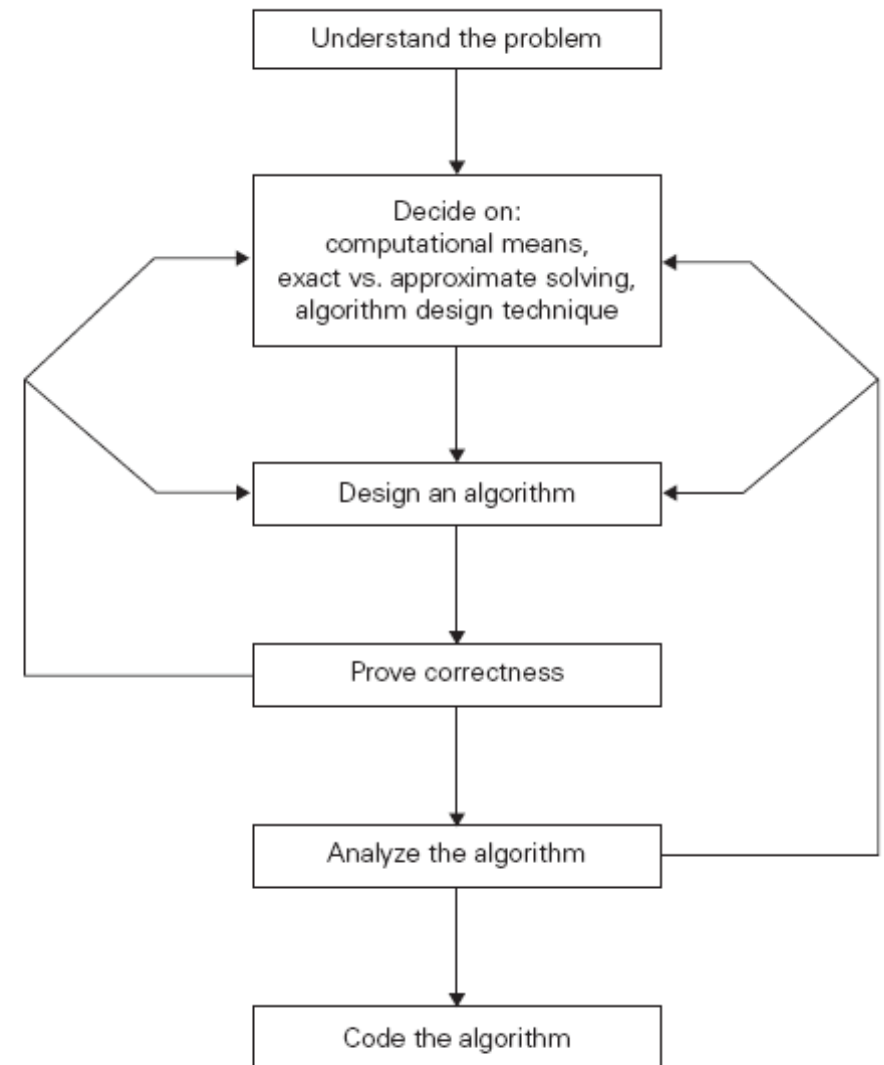 Understand the problem
Decide on:
computational means,
exact vs. approximate solving,
algorithm design technique
Design an algorithm
Prove correctness
Analyze the algorithm
Code the algorithm